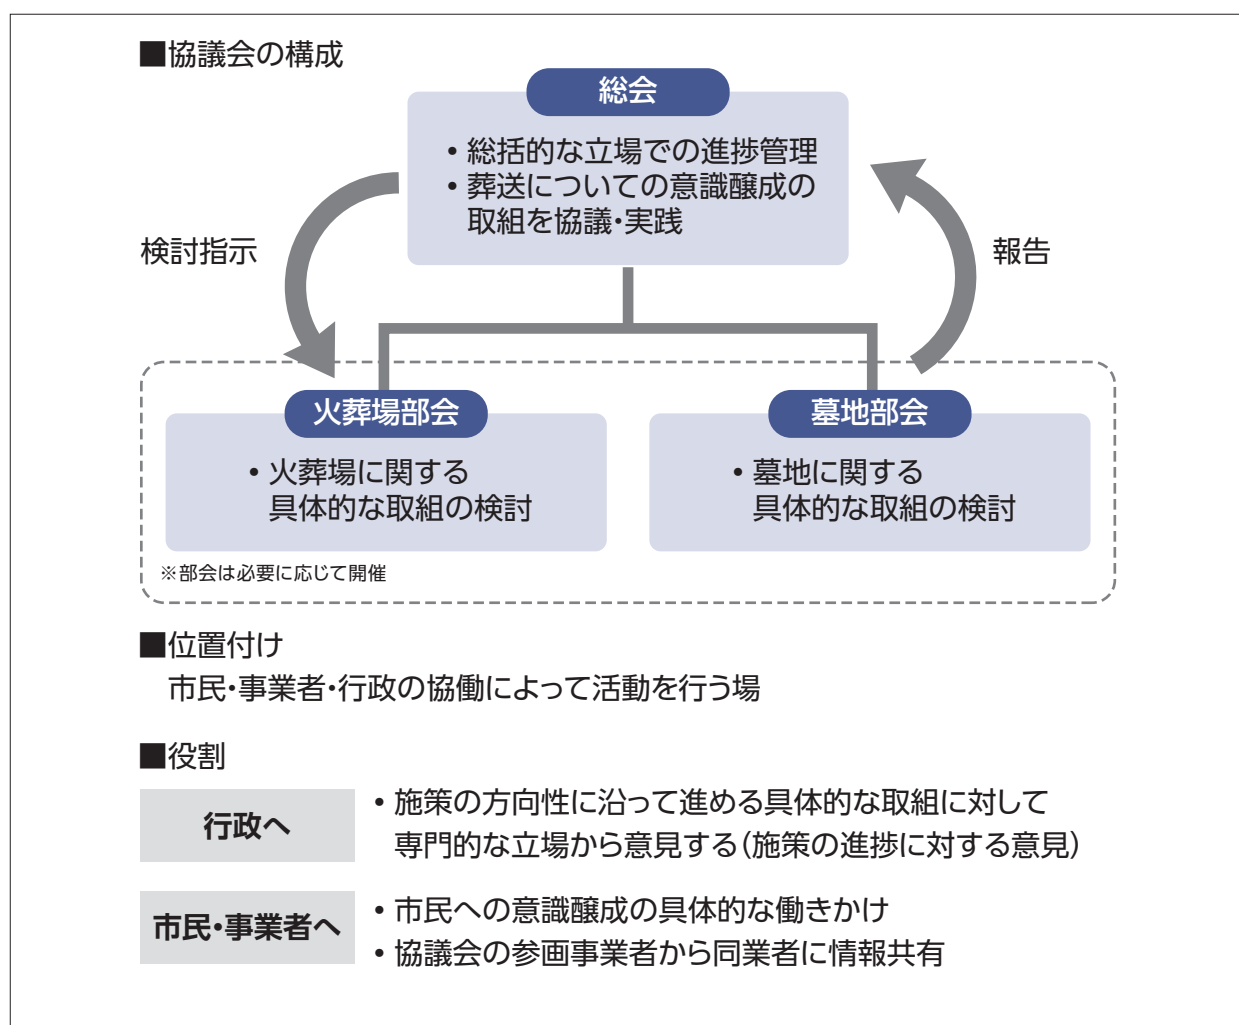 ■協議会の構成
総会
・総括的な立場での進捗管理
・葬送についての意識醸成の
取組を協議・実践
検討指示
報告
火葬場部会
・火葬場に関する
具体的な取組の検討
墓地部会
・墓地に関する
具体的な取組の検討
※部会は必要に応じて開催
■位置付け
市民・事業者・行政の協働によって活動を行う場
■役割
行政へ
・施策の方向性に沿って進める具体的な取組に対して
専門的な立場から意見する(施策の進捗に対する意見)
市民・事業者へ
・市民への意識醸成の具体的な働きかけ
・協議会の参画事業者から同業者に情報共有